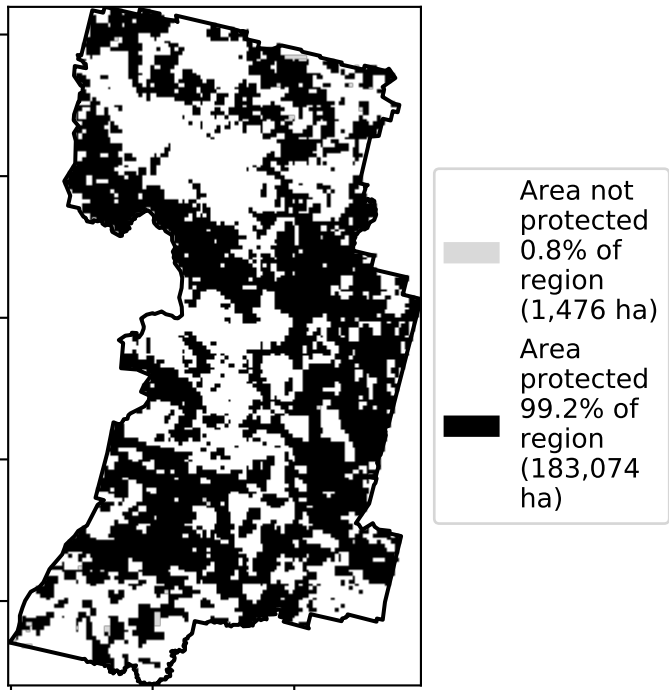 Area not
protected
0.8% of
region
(1,476 ha)
Area
protected
99.2% of
region
(183,074
ha)